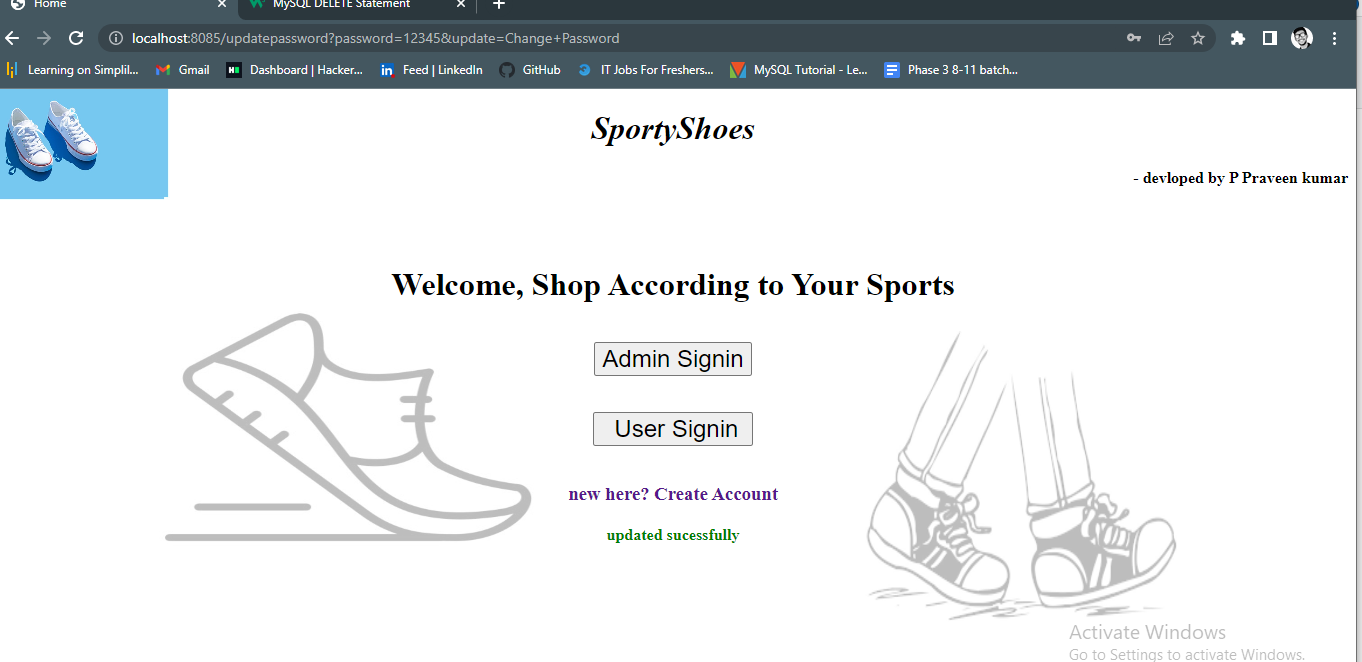 Home
MySQL DELETE Statement
localhost:8085/updatepassword?password=12345&update=Change+Password
Learning on Simplil...
Gmail
Dashboard | Hacker...
Feed | LinkedIn
GitHub
IT Jobs For Freshers...
MySQL Tutorial - Le...
Phase 3 8-11 batch...
SportyShoes
- devloped by P Praveen kumar
Welcome, Shop According to Your Sports
Admin Signin
User Signin
new here? Create Account
updated sucessfully
Activate Windows
Go to Settings to activate Windows.